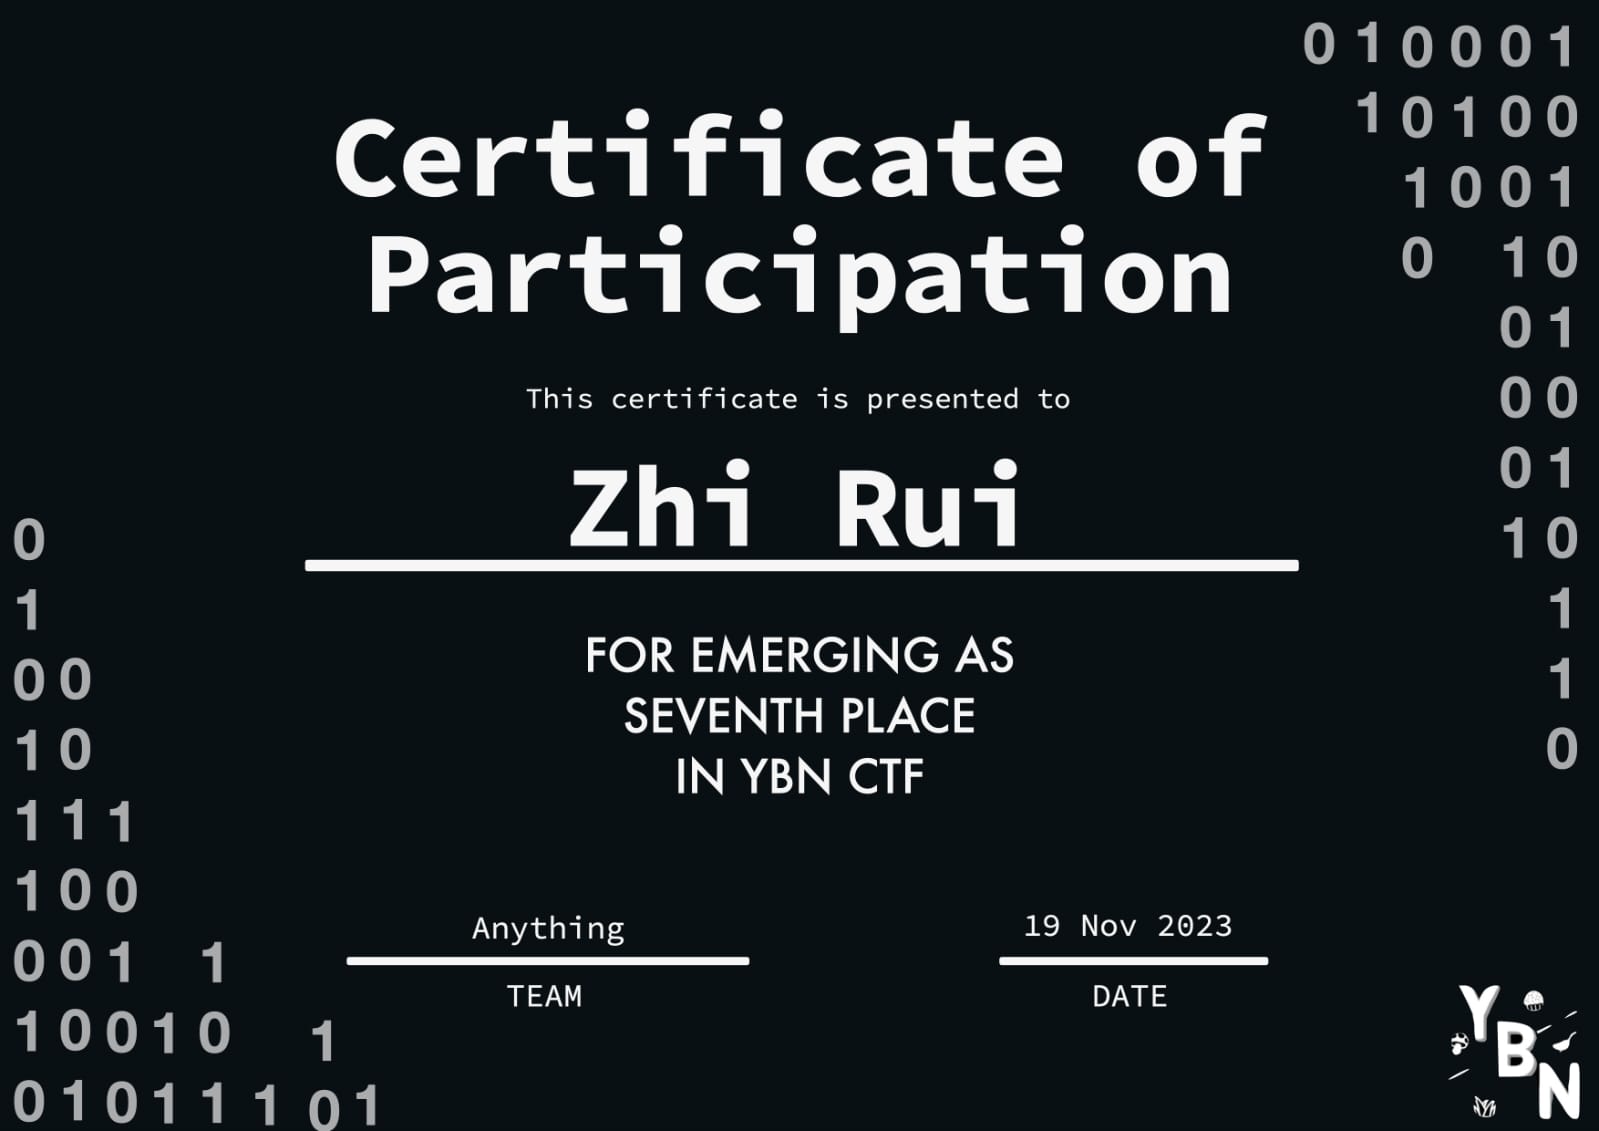 010001
10100
1001
0 10
01
00
01
10
1
1
0
Certificate of
Participation
This certificate is presented to
Zhi Rui
FOR EMERGING AS
SEVENTH PLACE
IN YBN CTF
Anything
TEAM
19 Nov 2023
DATE
0
1
00
10
111
100
001 1
10010 1
01011101
YBN